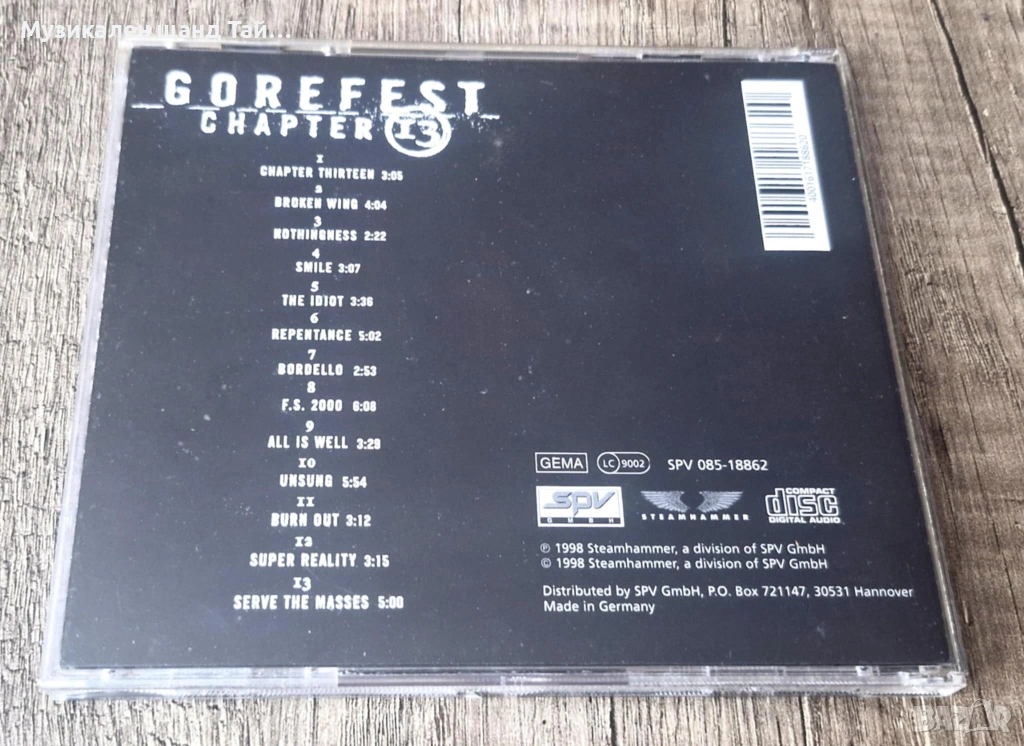 Музикален щанд Тай...
GOREFEST
CHAPTER 13
1
CHAPTER THIRTEEN 3:05
2
BROKEN WING 4:04
3
NOTHINGNESS 2:22
4
SMILE 3:07
5
THE IDIOT 3:36
6
REPENTANCE 5:02
7
BORDELLO 2:53
8
F.S. 2000 6:08
9
ALL IS WELL 3:29
10
UNSUNG 5:54
11
BURN OUT 3:12
12
SUPER REALITY 3:15
13
SERVE THE MASSES 5:00
4001617188620
GEMA LC 9002 SPV 085-18862
SPV
GMBH
STEAMHAMMER
COMPACT
disc
DIGITAL AUDIO
℗ 1998 Steamhammer, a division of SPV GmbH
© 1998 Steamhammer, a division of SPV GmbH
Distributed by SPV GmbH, P.O. Box 721147, 30531 Hannover
Made in Germany
BAZAR